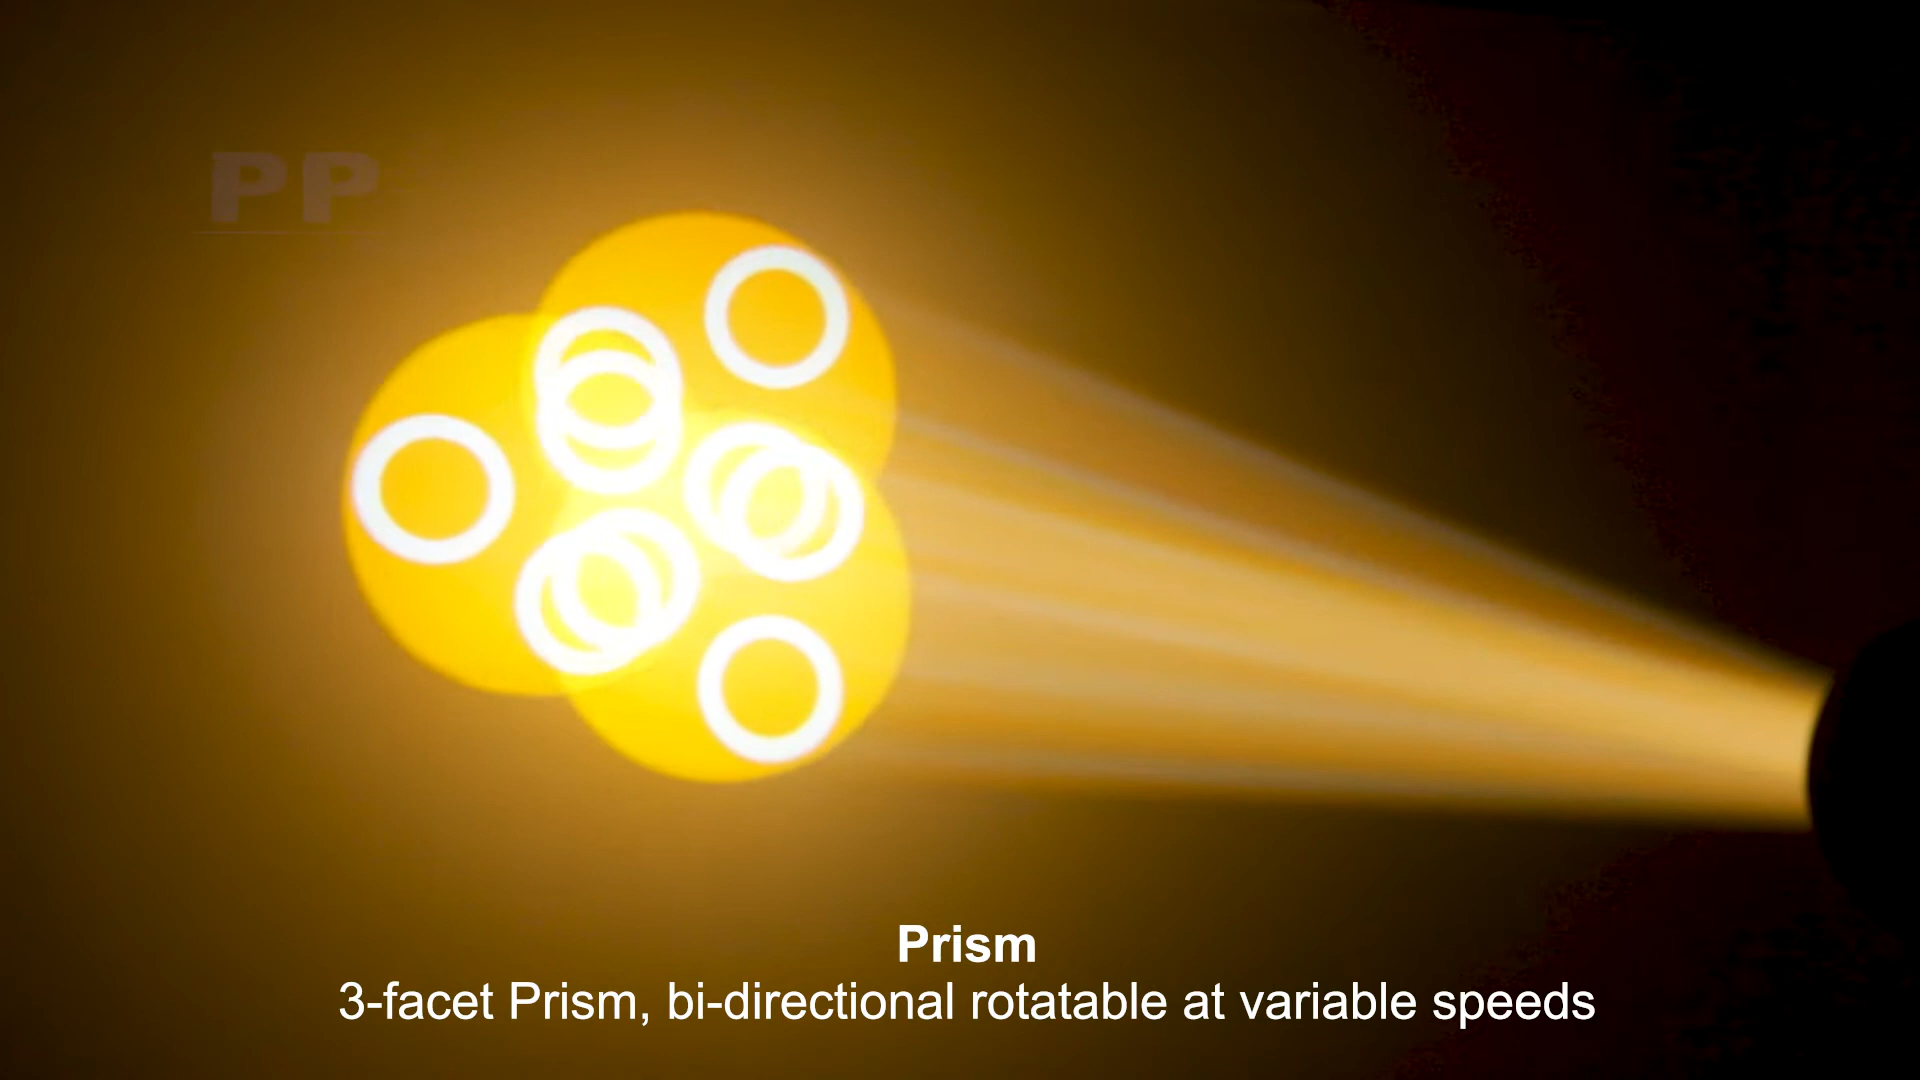 PP
Prism
3-facet Prism, bi-directional rotatable at variable speeds